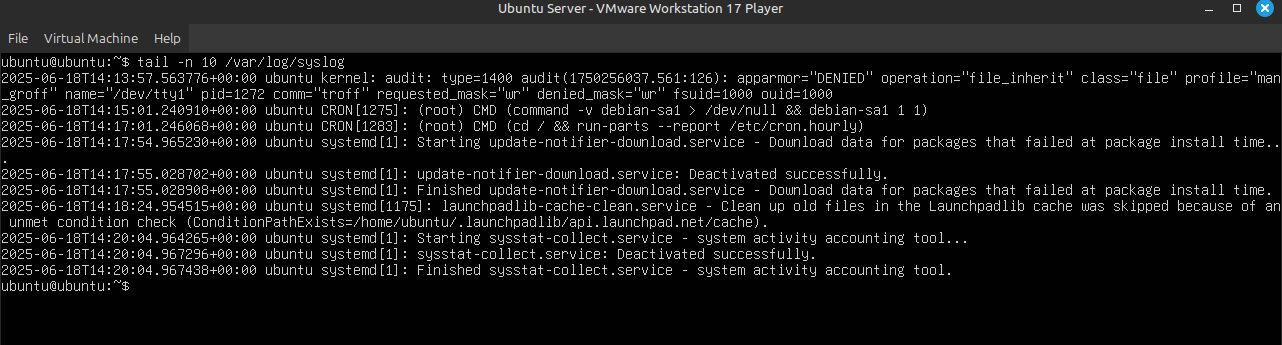 Ubuntu Server - VMware Workstation 17 Player
File Virtual Machine Help
ubuntu@ubuntu:~$ tail -n 10 /var/log/syslog
2025-06-18T14:13:57.563776+00:00 ubuntu kernel: audit: type=1400 audit(1750256037.561:126): apparmor="DENIED" operation="file_inherit" class="file" profile="man
_groff" name="/dev/tty1" pid=1272 comm="troff" requested_mask="wr" denied_mask="wr" fsuid=1000 ouid=1000
2025-06-18T14:15:01.240910+00:00 ubuntu CRON[1275]: (root) CMD (command -v debian-sa1 > /dev/null && debian-sa1 1 1)
2025-06-18T14:17:01.246068+00:00 ubuntu CRON[1283]: (root) CMD (cd / && run-parts --report /etc/cron.hourly)
2025-06-18T14:17:54.965230+00:00 ubuntu systemd[1]: Starting update-notifier-download.service - Download data for packages that failed at package install time..
.
2025-06-18T14:17:55.028702+00:00 ubuntu systemd[1]: update-notifier-download.service: Deactivated successfully.
2025-06-18T14:17:55.028908+00:00 ubuntu systemd[1]: Finished update-notifier-download.service - Download data for packages that failed at package install time.
2025-06-18T14:18:24.954515+00:00 ubuntu systemd[1175]: launchpadlib-cache-clean.service - Clean up old files in the Launchpadlib cache was skipped because of an
 unmet condition check (ConditionPathExists=/home/ubuntu/.launchpadlib/api.launchpad.net/cache).
2025-06-18T14:20:04.964265+00:00 ubuntu systemd[1]: Starting sysstat-collect.service - system activity accounting tool...
2025-06-18T14:20:04.967296+00:00 ubuntu systemd[1]: sysstat-collect.service: Deactivated successfully.
2025-06-18T14:20:04.967438+00:00 ubuntu systemd[1]: Finished sysstat-collect.service - system activity accounting tool.
ubuntu@ubuntu:~$